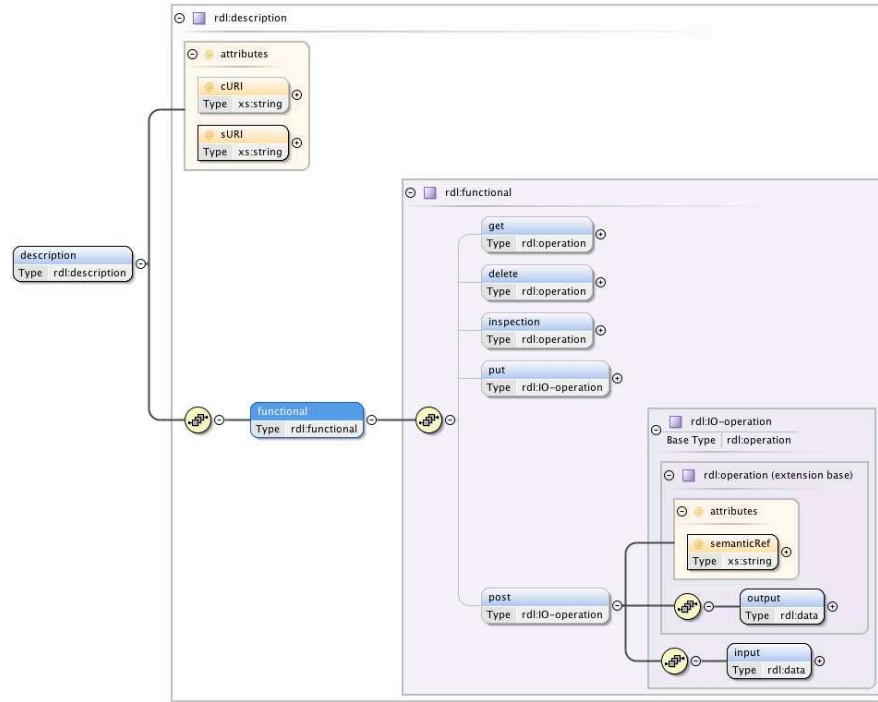 rdl:description
@ attributes
@ cURI
Type xs:string
@ sURI
Type xs:string
description
Type rdl:description
functional
Type rdl:functional
rdl:functional
get
Type rdl:operation
delete
Type rdl:operation
inspection
Type rdl:operation
put
Type rdl:IO-operation
post
Type rdl:IO-operation
rdl:IO-operation
Base Type rdl:operation
rdl:operation (extension base)
@ attributes
@ semanticRef
Type xs:string
output
Type rdl:data
input
Type rdl:data